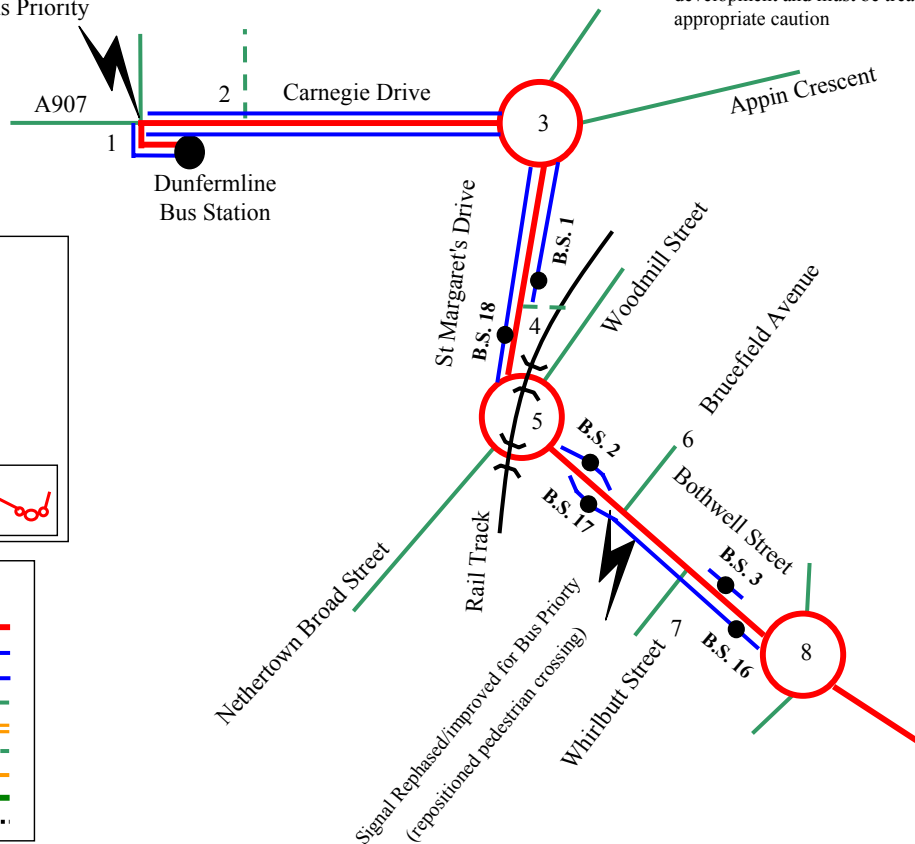 s Priority
appropriate caution
A907
2
Carnegie Drive
3
Appin Crescent
1
Dunfermline
Bus Station
St Margaret's Drive
B.S. 1
Woodmill Street
B.S. 18
4
Brucefield Avenue
5
B.S. 2
6
Bothwell Street
B.S. 17
B.S. 3
Rail Track
Nethertown Broad Street
Signal Rephased/improved for Bus Priorty
(repositioned pedestrian crossing)
Whirlbutt Street
7
B.S. 16
8